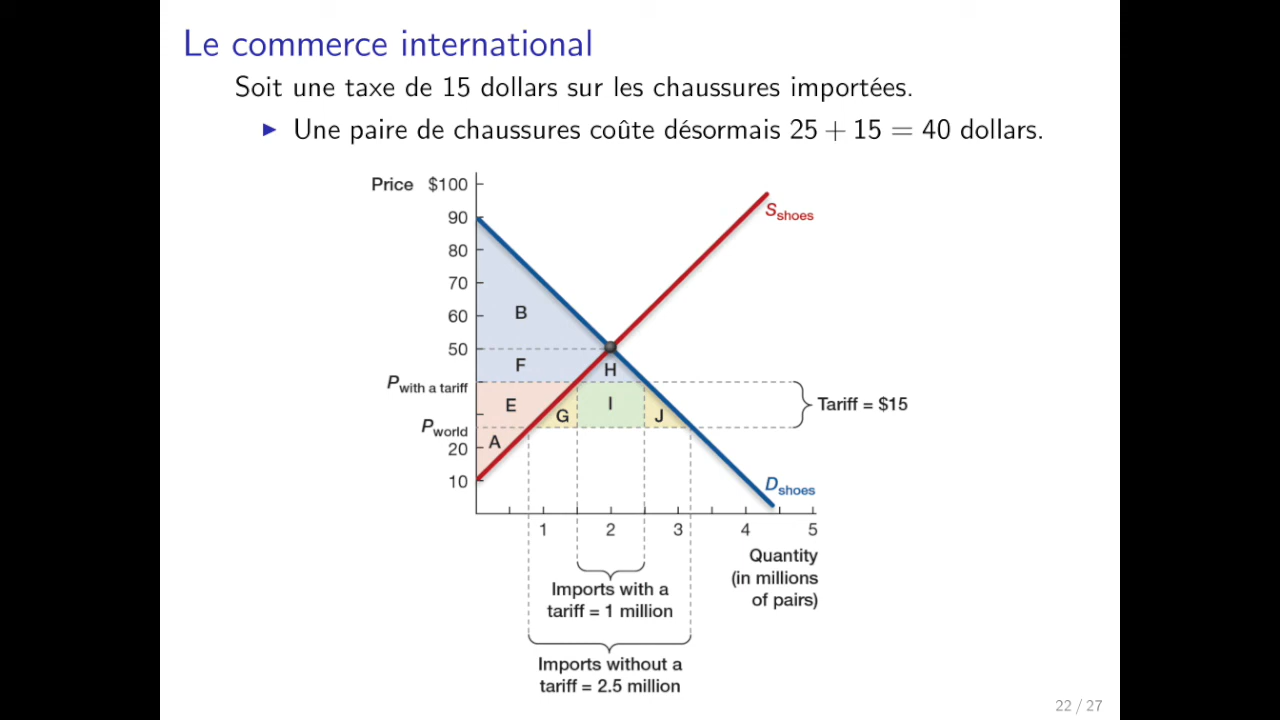 Le commerce international
Soit une taxe de 15 dollars sur les chaussures importées.
▶ Une paire de chaussures coûte désormais 25 + 15 = 40 dollars.
Price $100
S shoes
90
80
70
60
B
50
F
H
P with a tariff
E
I
Tariff = $15
G
J
P world
A
20
10
D shoes
1 2 3 4 5
Quantity
(in millions
of pairs)
Imports with a
tariff = 1 million
Imports without a
tariff = 2.5 million
22 / 27